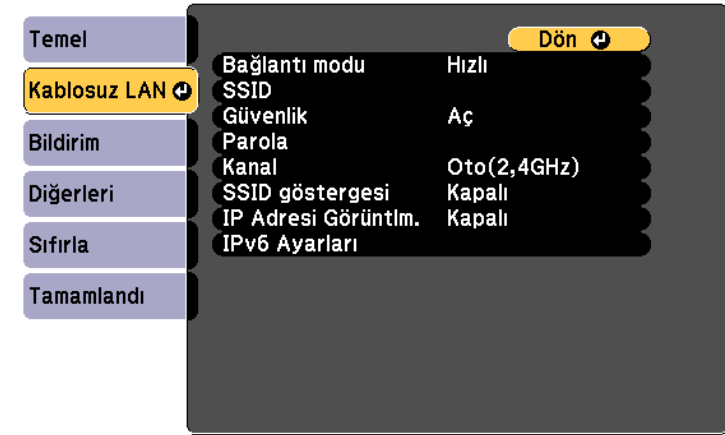 Temel
Kablosuz LAN
Bildirim
Diğerleri
Sıfırla
Tamamlandı
Dön
Bağlantı modu Hızlı
SSID
Güvenlik Aç
Parola
Kanal Oto(2,4GHz)
SSID göstergesi Kapalı
IP Adresi Görüntlm. Kapalı
IPv6 Ayarları